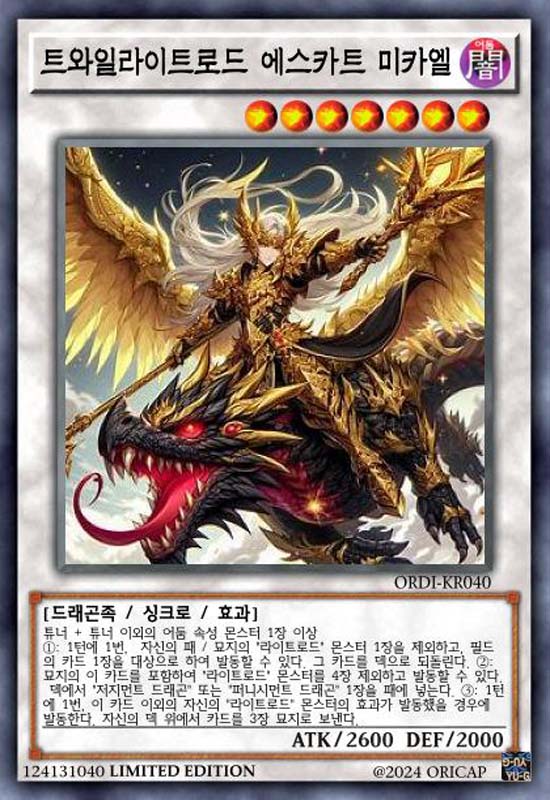 트와일라이트로드 에스카트 미카엘
어둠
闇
ORDI-KR040
[드래곤족 / 싱크로 / 효과]
튜너 + 튜너 이외의 어둠 속성 몬스터 1장 이상
①: 1턴에 1번, 자신의 패 / 묘지의 "라이트로드" 몬스터 1장을 제외하고, 필드
의 카드 1장을 대상으로 하여 발동할 수 있다. 그 카드를 덱으로 되돌린다. ②:
묘지의 이 카드를 포함하여 "라이트로드" 몬스터를 4장 제외하고 발동할 수 있다.
덱에서 "저지먼트 드래곤" 또는 "퍼니시먼트 드래곤" 1장을 패에 넣는다. ③: 1턴
에 1번, 이 카드 이외의 자신의 "라이트로드" 몬스터의 효과가 발동했을 경우에
발동한다. 자신의 덱 위에서 카드를 3장 묘지로 보낸다.
ATK/2600 DEF/2000
124131040 LIMITED EDITION
@2024 ORICAP